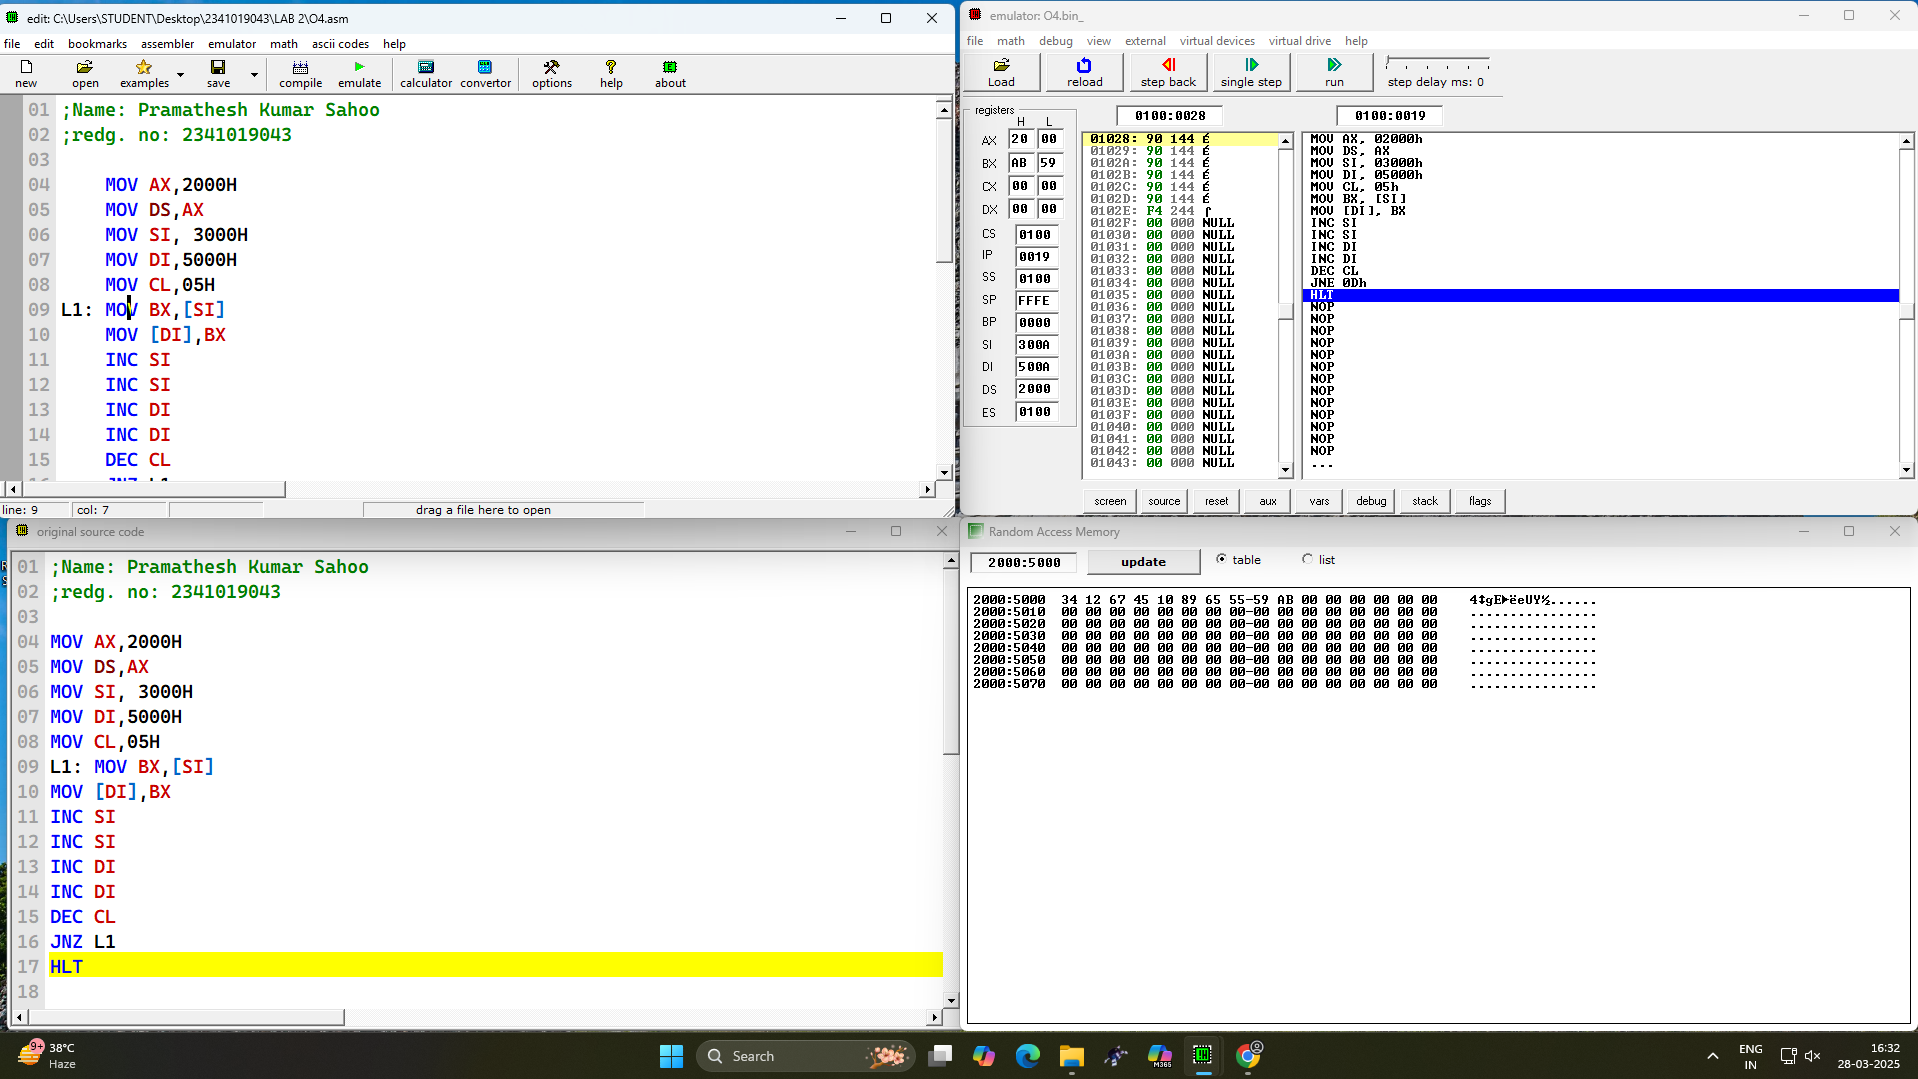 edit: C:\Users\STUDENT\Desktop\2341019043\LAB 2\O4.asm
file edit bookmarks assembler emulator math ascii codes help
new open examples save compile emulate calculator convertor options help about
01 ;Name: Pramathesh Kumar Sahoo
02 ;redg. no: 2341019043
03
04 MOV AX,2000H
05 MOV DS,AX
06 MOV SI, 3000H
07 MOV DI,5000H
08 MOV CL,05H
09 L1: MOV BX,[SI]
10 MOV [DI],BX
11 INC SI
12 INC SI
13 INC DI
14 INC DI
15 DEC CL
line: 9 col: 7 drag a file here to open
emulator: O4.bin_
file math debug view external virtual devices virtual drive help
Load reload step back single step run step delay ms: 0
registers
H L
AX 20 00
BX AB 59
CX 00 00
DX 00 00
CS 0100
IP 0019
SS 0100
SP FFFE
BP 0000
SI 300A
DI 500A
DS 2000
ES 0100
0100:0028
01028: 90 144 É
01029: 90 144 É
0102A: 90 144 É
0102B: 90 144 É
0102C: 90 144 É
0102D: 90 144 É
0102E: F4 244 ⌠
0102F: 00 000 NULL
01030: 00 000 NULL
01031: 00 000 NULL
01032: 00 000 NULL
01033: 00 000 NULL
01034: 00 000 NULL
01035: 00 000 NULL
01036: 00 000 NULL
01037: 00 000 NULL
01038: 00 000 NULL
01039: 00 000 NULL
0103A: 00 000 NULL
0103B: 00 000 NULL
0103C: 00 000 NULL
0103D: 00 000 NULL
0103E: 00 000 NULL
0103F: 00 000 NULL
01040: 00 000 NULL
01041: 00 000 NULL
01042: 00 000 NULL
01043: 00 000 NULL
0100:0019
MOV AX, 02000h
MOV DS, AX
MOV SI, 03000h
MOV DI, 05000h
MOV CL, 05h
MOV BX, [SI]
MOV [DI], BX
INC SI
INC SI
INC DI
INC DI
DEC CL
JNE 0Dh
HLT
NOP
NOP
NOP
NOP
NOP
NOP
NOP
NOP
NOP
NOP
NOP
NOP
NOP
...
screen source reset aux vars debug stack flags
original source code
01 ;Name: Pramathesh Kumar Sahoo
02 ;redg. no: 2341019043
03
04 MOV AX,2000H
05 MOV DS,AX
06 MOV SI, 3000H
07 MOV DI,5000H
08 MOV CL,05H
09 L1: MOV BX,[SI]
10 MOV [DI],BX
11 INC SI
12 INC SI
13 INC DI
14 INC DI
15 DEC CL
16 JNZ L1
17 HLT
18
Random Access Memory
2000:5000 update table list
2000:5000 34 12 67 45 10 89 65 55-59 AB 00 00 00 00 00 00 4↕gE►ëeUY½......
2000:5010 00 00 00 00 00 00 00 00-00 00 00 00 00 00 00 00 ................
2000:5020 00 00 00 00 00 00 00 00-00 00 00 00 00 00 00 00 ................
2000:5030 00 00 00 00 00 00 00 00-00 00 00 00 00 00 00 00 ................
2000:5040 00 00 00 00 00 00 00 00-00 00 00 00 00 00 00 00 ................
2000:5050 00 00 00 00 00 00 00 00-00 00 00 00 00 00 00 00 ................
2000:5060 00 00 00 00 00 00 00 00-00 00 00 00 00 00 00 00 ................
2000:5070 00 00 00 00 00 00 00 00-00 00 00 00 00 00 00 00 ................
9+ 38°C
Haze
Search
M365
ENG
IN
16:32
28-03-2025